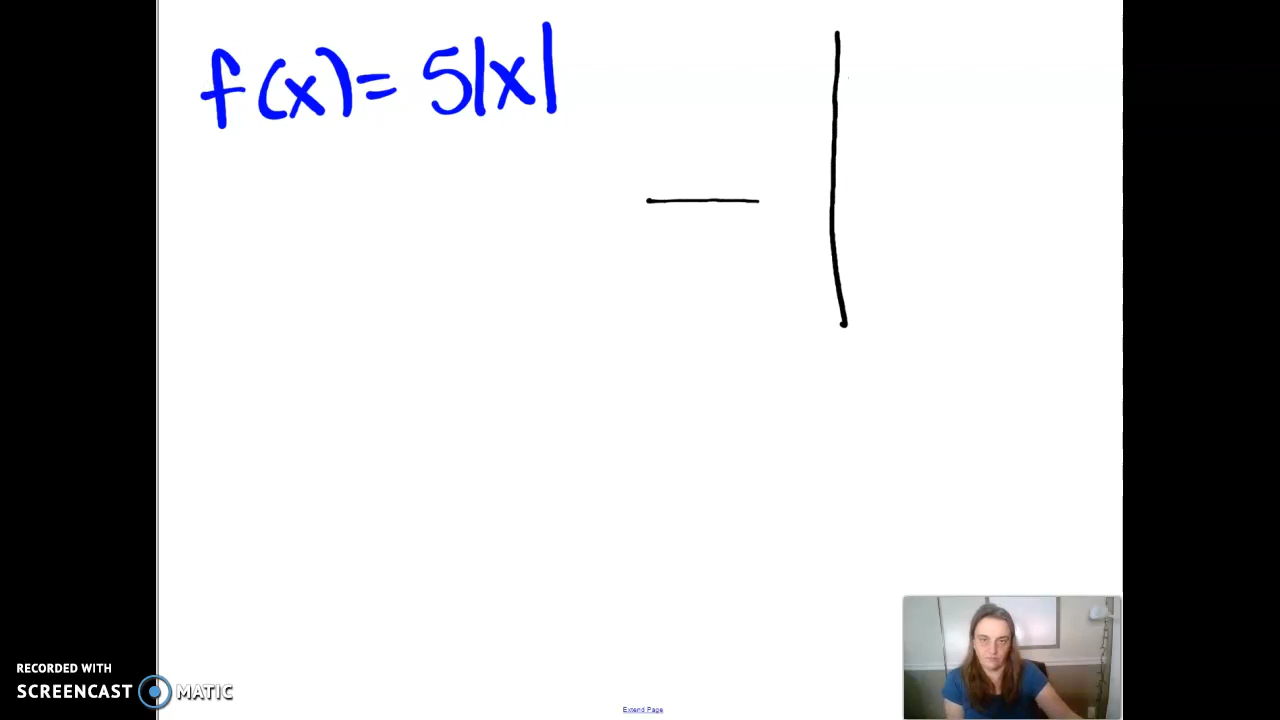 f(x)= 5|x|
RECORDED WITH
SCREENCAST MATIC
Extend Page